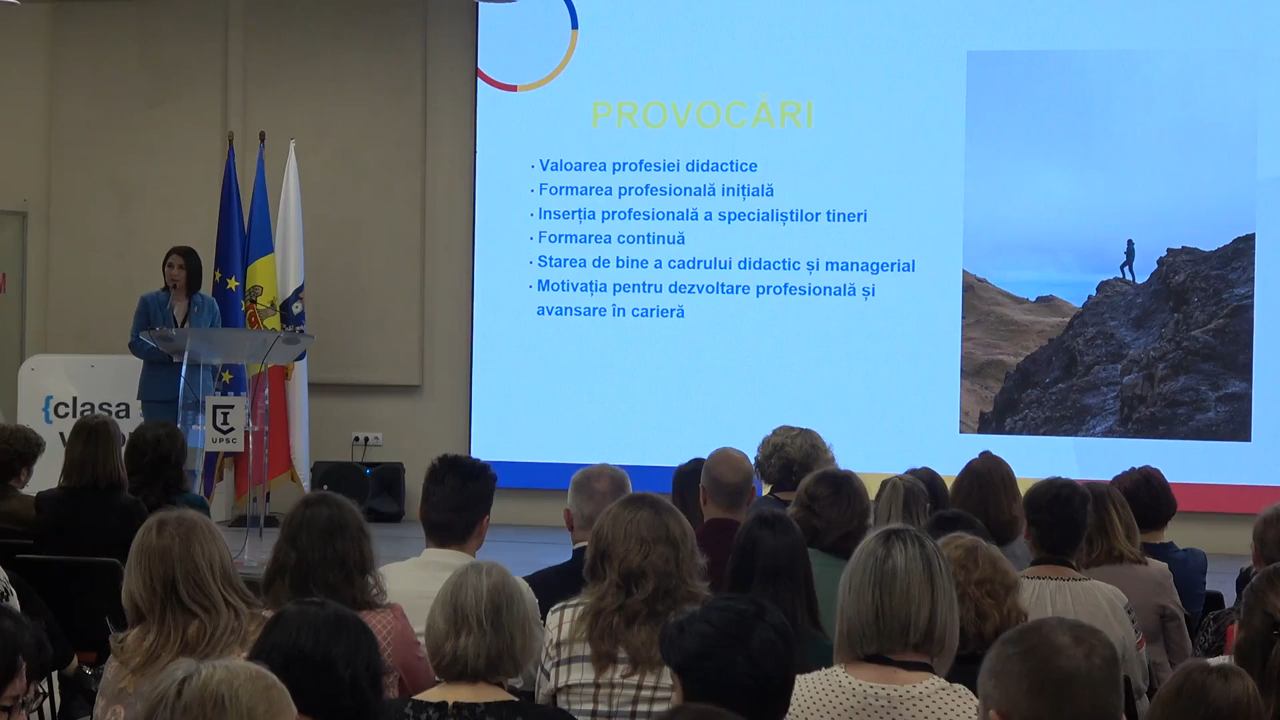 PROVOCĂRI
· Valoarea profesiei didactice
· Formarea profesională inițială
· Inserția profesională a specialiștilor tineri
· Formarea continuă
· Starea de bine a cadrului didactic și managerial
· Motivația pentru dezvoltare profesională și
avansare în carieră
{clasa
UPSC